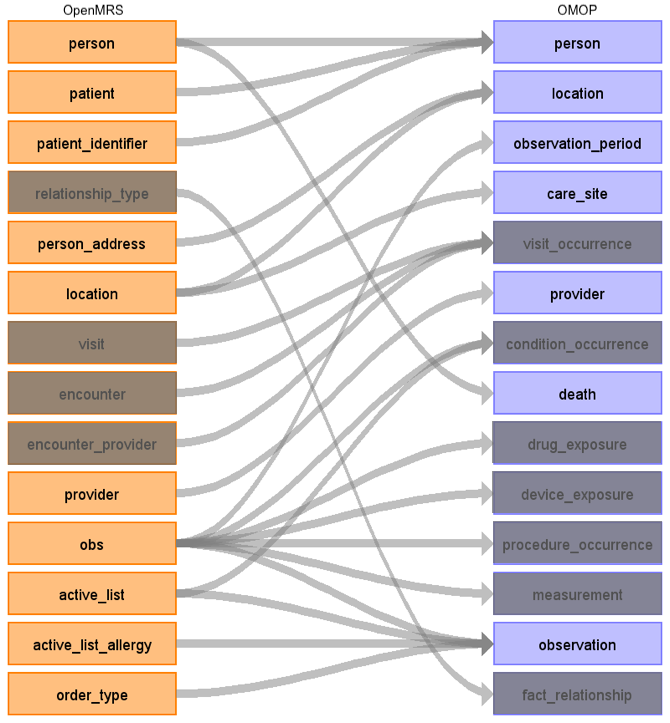 OpenMRS OMOP
person person
patient location
patient_identifier observation_period
relationship_type care_site
person_address visit_occurrence
location provider
visit condition_occurrence
encounter death
encounter_provider drug_exposure
provider device_exposure
obs procedure_occurrence
active_list measurement
active_list_allergy observation
order_type fact_relationship